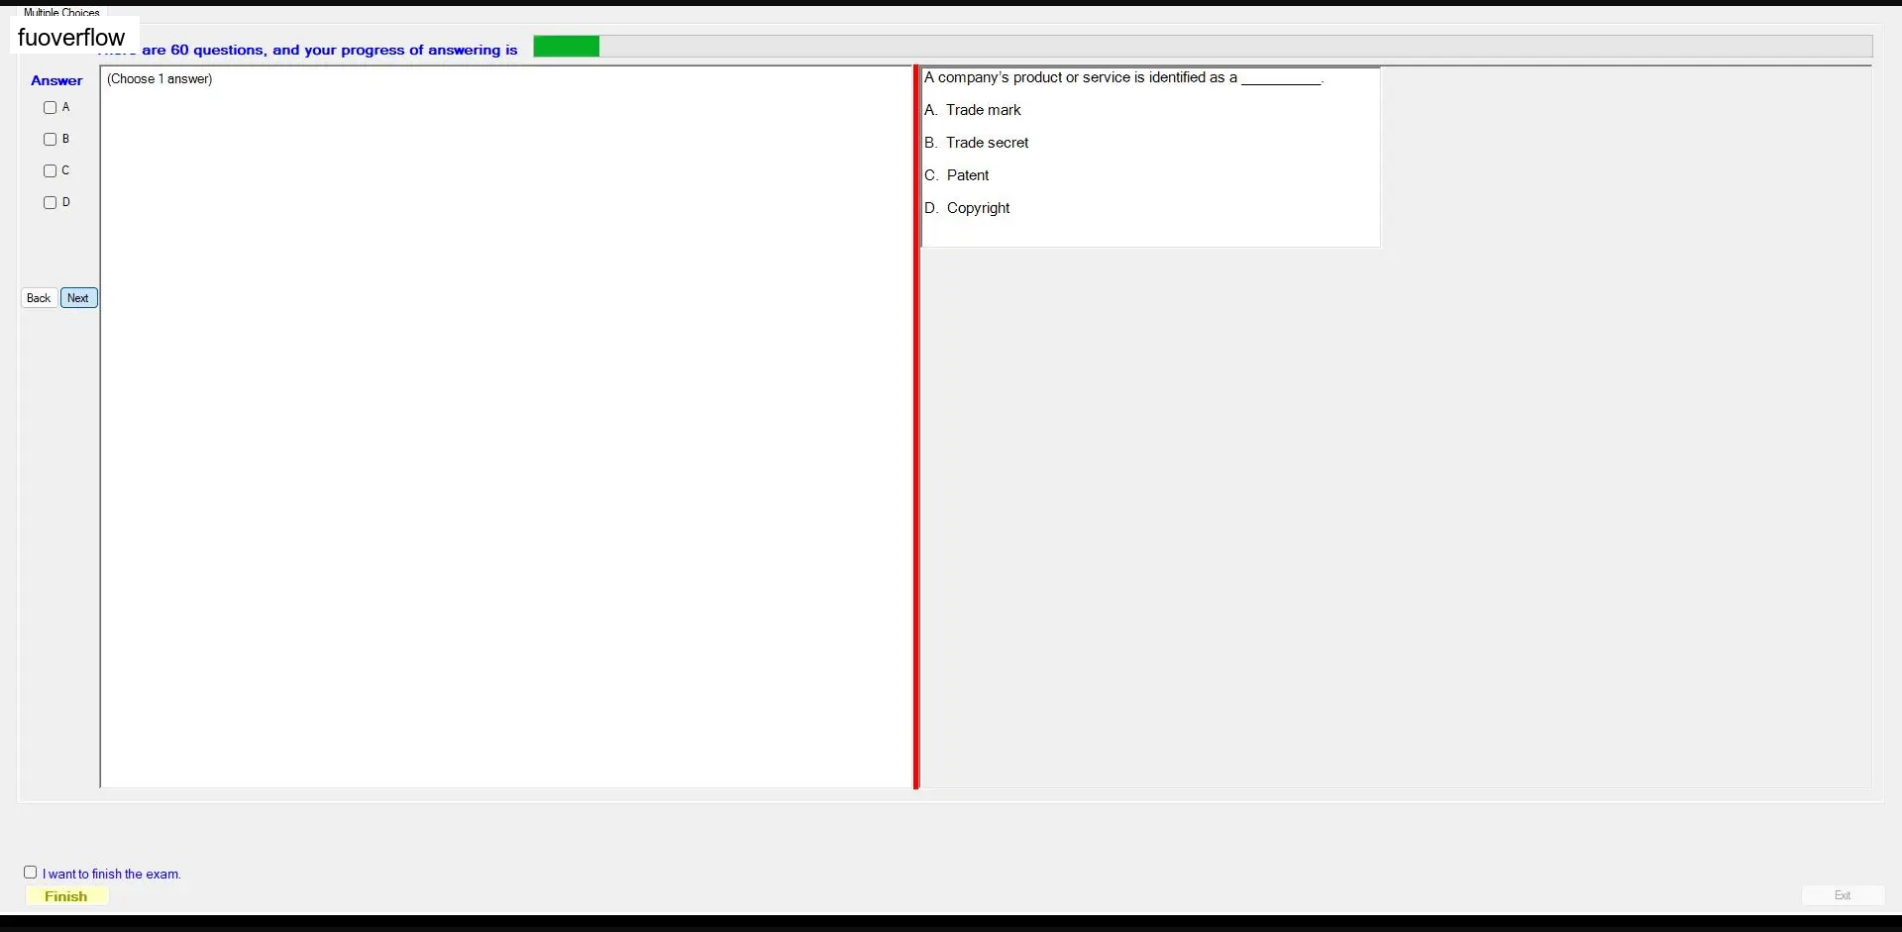 Multiple Choices
fuoverflow
are 60 questions, and your progress of answering is
Answer
(Choose 1 answer)
A
B
C
D
Back
Next
A company's product or service is identified as a __________.
A. Trade mark
B. Trade secret
C. Patent
D. Copyright
I want to finish the exam.
Finish
Exit